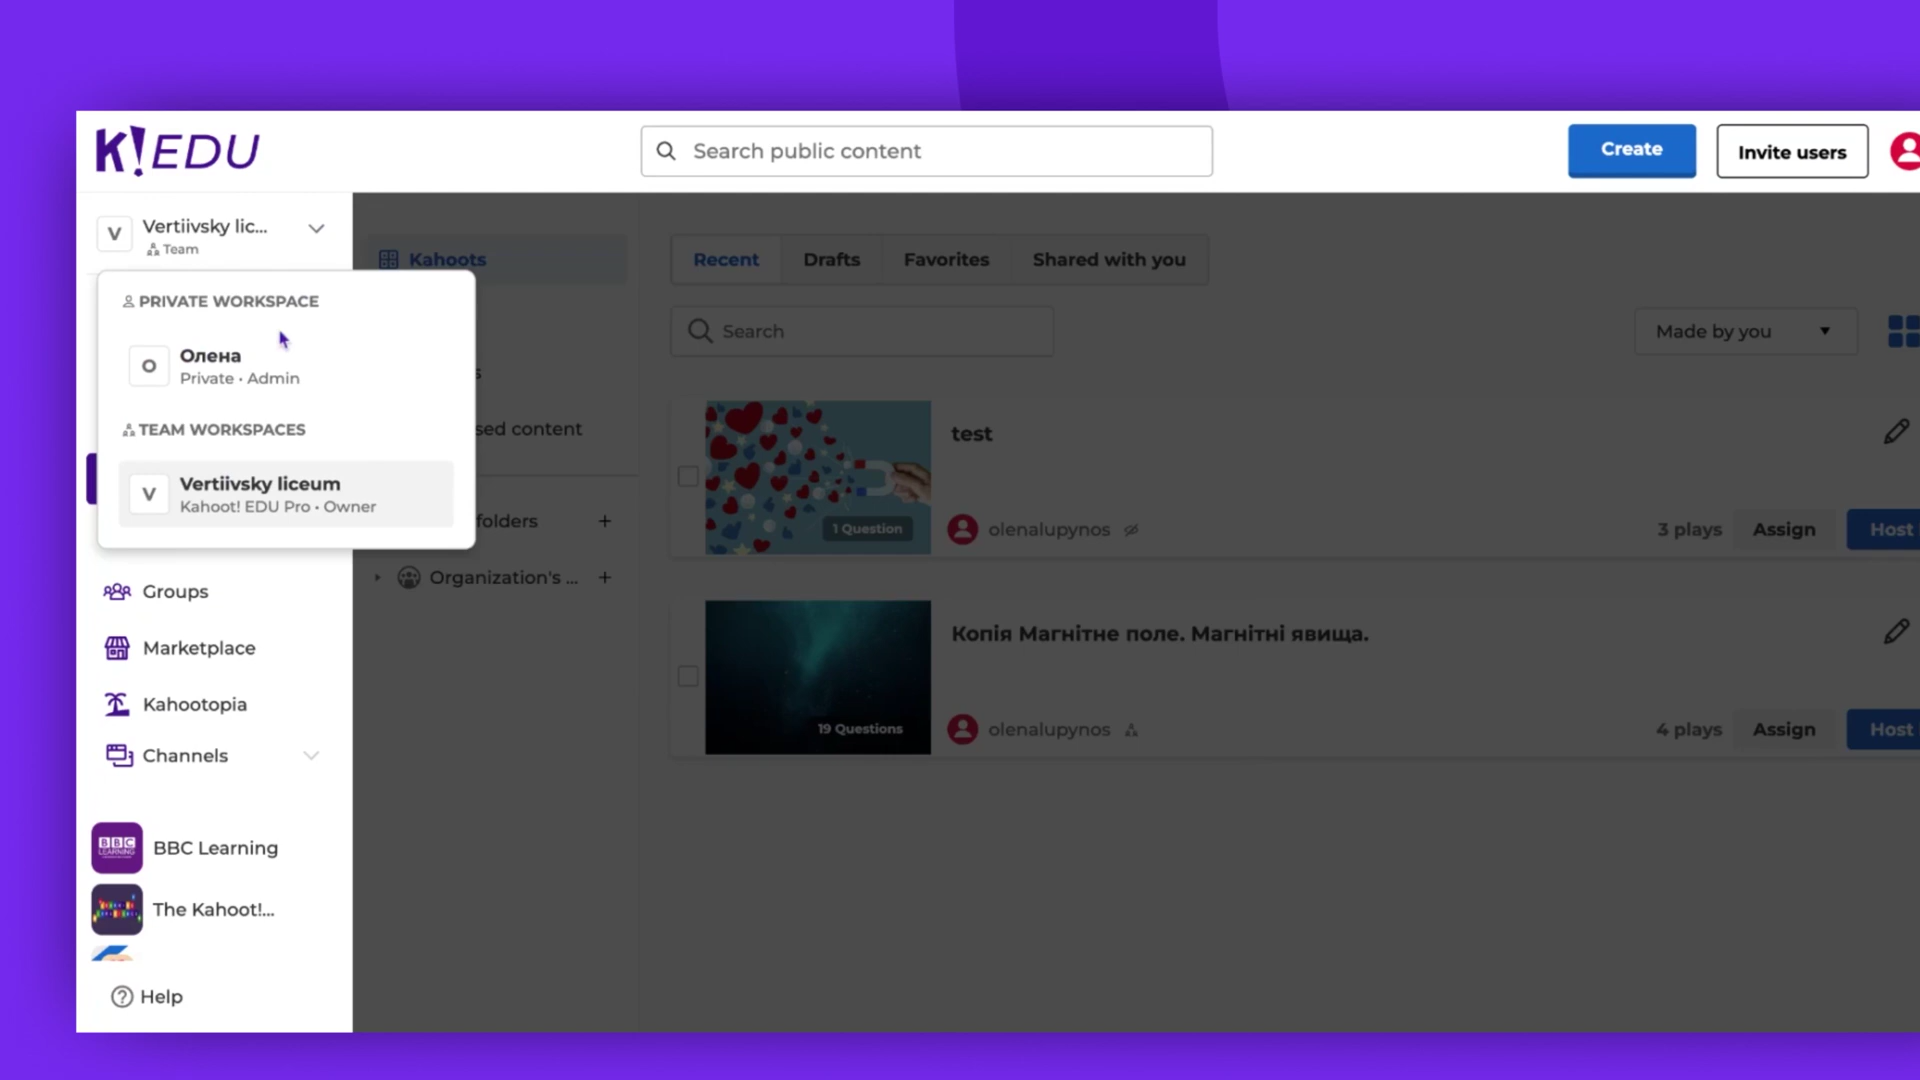 K!EDU
Search public content
Create
Invite users
V
Vertiivsky lic...
Team
PRIVATE WORKSPACE
O
Олена
Private • Admin
TEAM WORKSPACES
V
Vertiivsky liceum
Kahoot! EDU Pro • Owner
Groups
Marketplace
Kahootopia
Channels
BBC
LEARNING
BBC Learning
The Kahoot!...
Help
Kahoots
s
sed content
folders +
Organization's ... +
Recent
Drafts
Favorites
Shared with you
Search
Made by you
test
1 Question
olenalupynos
3 plays
Assign
Host
Копія Магнітне поле. Магнітні явища.
19 Questions
olenalupynos
4 plays
Assign
Host